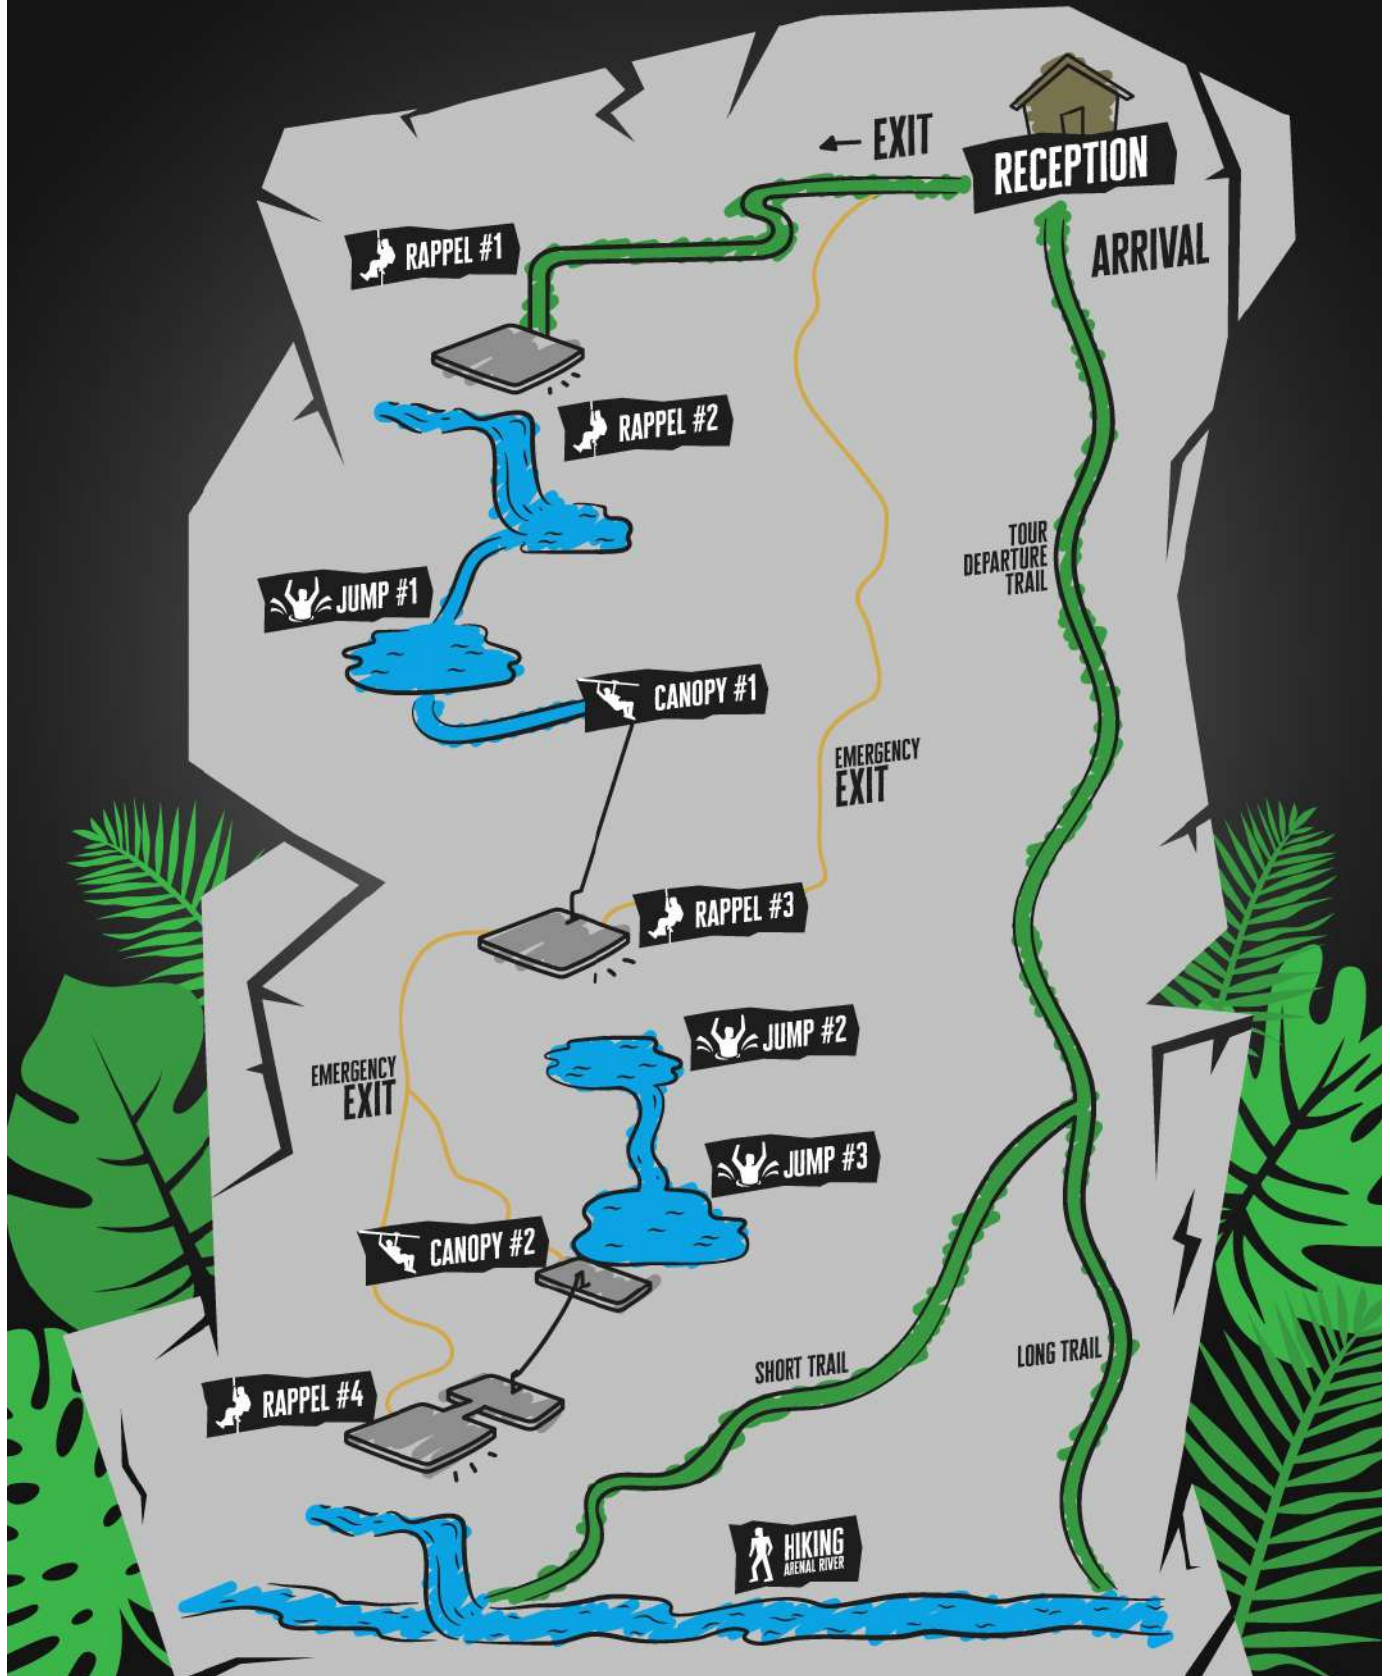 ← EXIT
RECEPTION
ARRIVAL
RAPPEL #1
RAPPEL #2
TOUR
DEPARTURE
TRAIL
JUMP #1
CANOPY #1
EMERGENCY
EXIT
RAPPEL #3
JUMP #2
EMERGENCY
EXIT
JUMP #3
CANOPY #2
SHORT TRAIL
LONG TRAIL
RAPPEL #4
HIKING
ARENAL RIVER